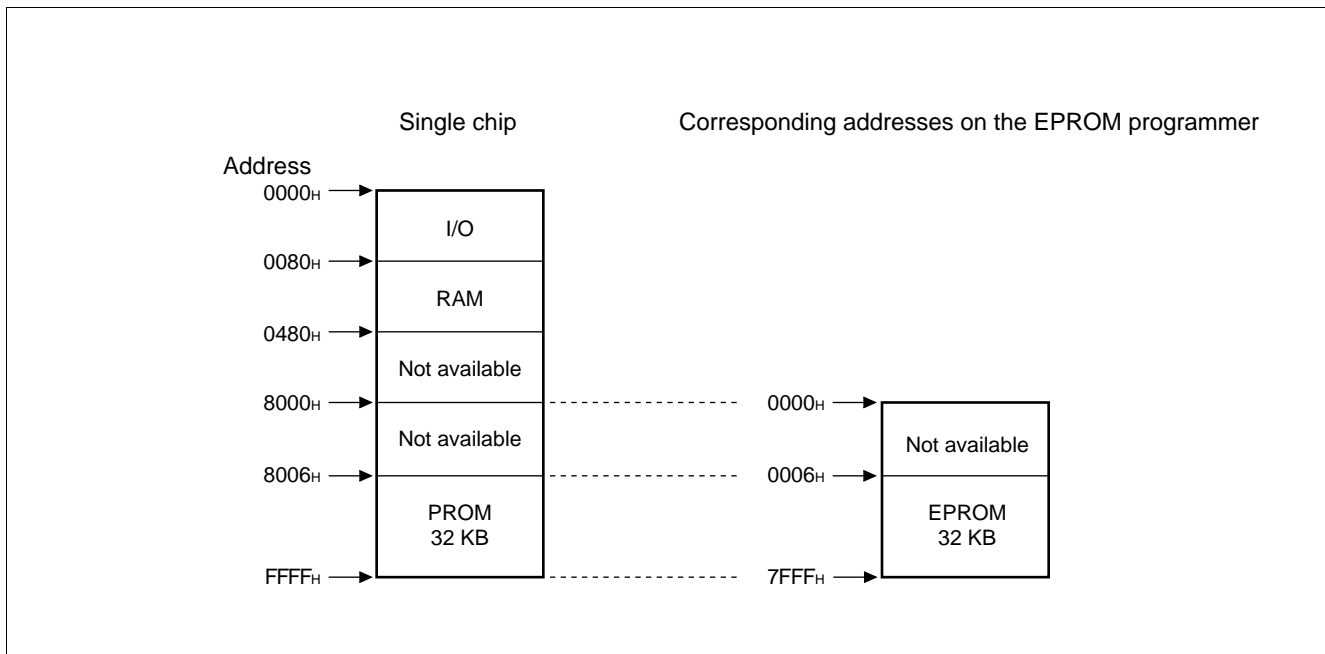 Single chip
Corresponding addresses on the EPROM programmer
Address
0000H
I/O
0080H
RAM
0480H
Not available
8000H
0000H
Not available
Not available
8006H
0006H
PROM
32 KB
EPROM
32 KB
FFFFH
7FFFH